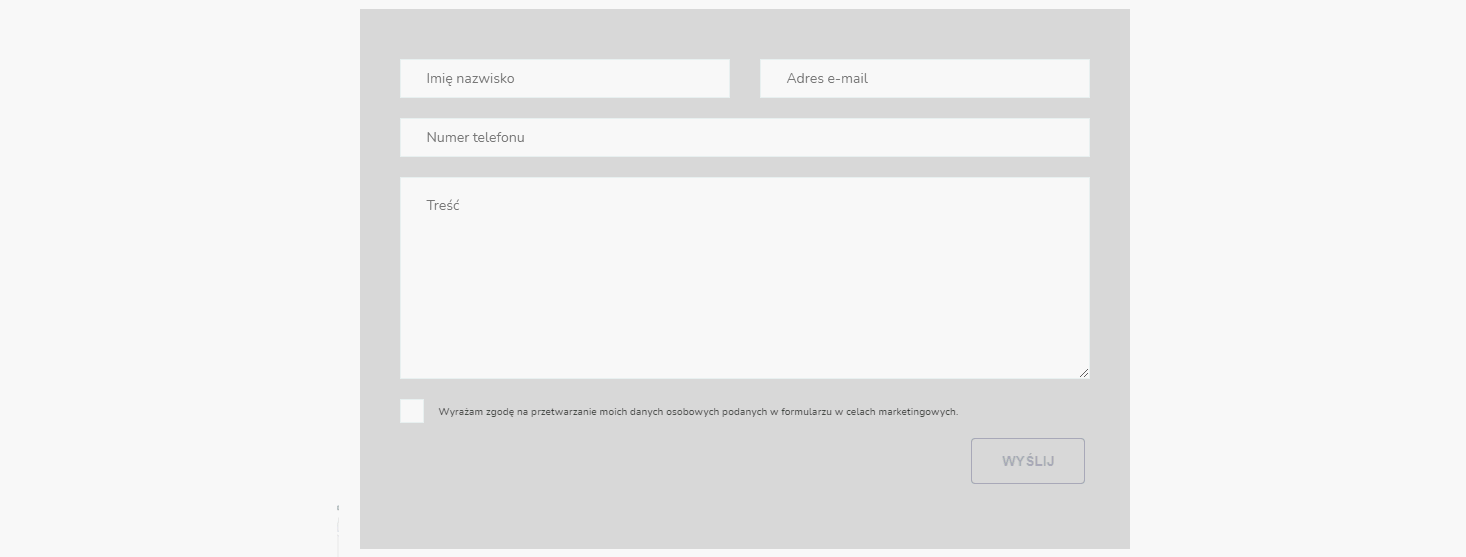 Imię nazwisko
Adres e-mail
Numer telefonu
Treść
Wyrażam zgodę na przetwarzanie moich danych osobowych podanych w formularzu w celach marketingowych.
WYŚLIJ